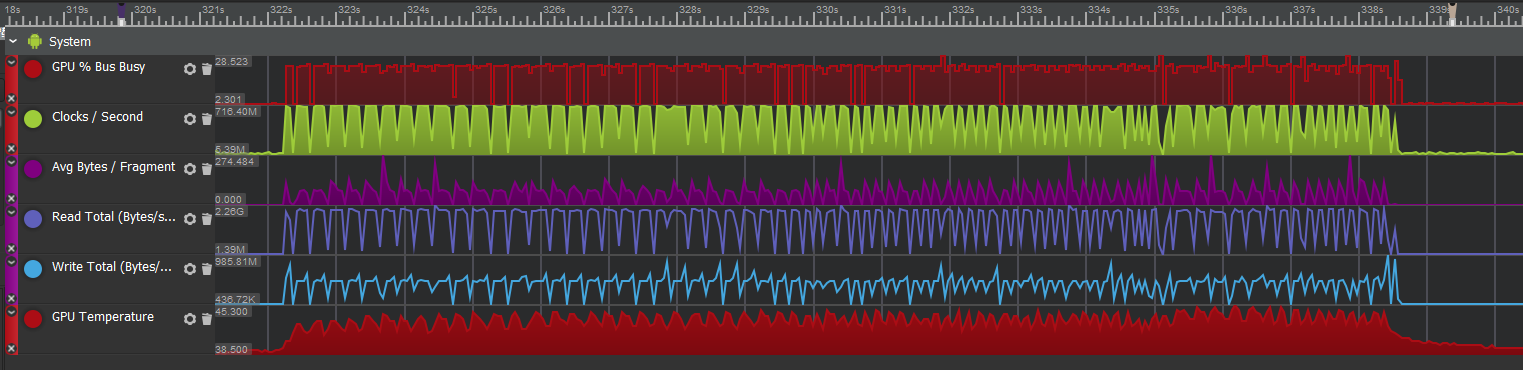 18s 319s 320s 321s 322s 323s 324s 325s 326s 327s 328s 329s 330s 331s 332s 333s 334s 335s 336s 337s 338s 339s 340s
System
GPU % Bus Busy
28.523
2.301
Clocks / Second
716.40M
5.39M
Avg Bytes / Fragment
274.484
0.000
Read Total (Bytes/s...
2.26G
1.39M
Write Total (Bytes/...
985.81M
436.72K
GPU Temperature
45.300
38.500